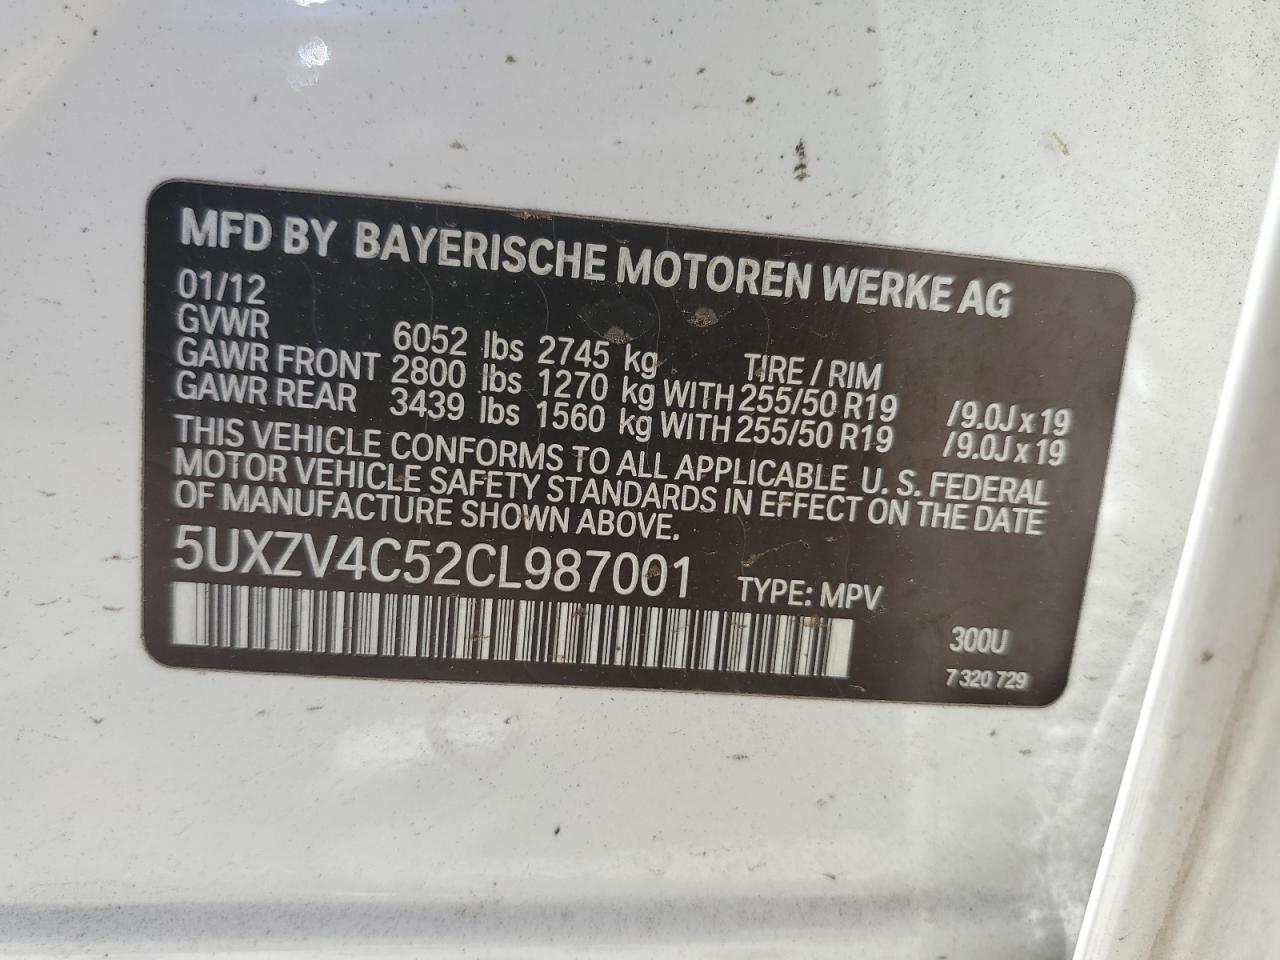 MFD BY BAYERISCHE MOTOREN WERKE AG
01/12
GVWR 6052 lbs 2745 kg TIRE / RIM
GAWR FRONT 2800 lbs 1270 kg WITH 255/50 R19 /9.0J x 19
GAWR REAR 3439 lbs 1560 kg WITH 255/50 R19 /9.0J x 19
THIS VEHICLE CONFORMS TO ALL APPLICABLE U. S. FEDERAL
MOTOR VEHICLE SAFETY STANDARDS IN EFFECT ON THE DATE
OF MANUFACTURE SHOWN ABOVE.
5UXZV4C52CL987001 TYPE: MPV
300U
7 320 729